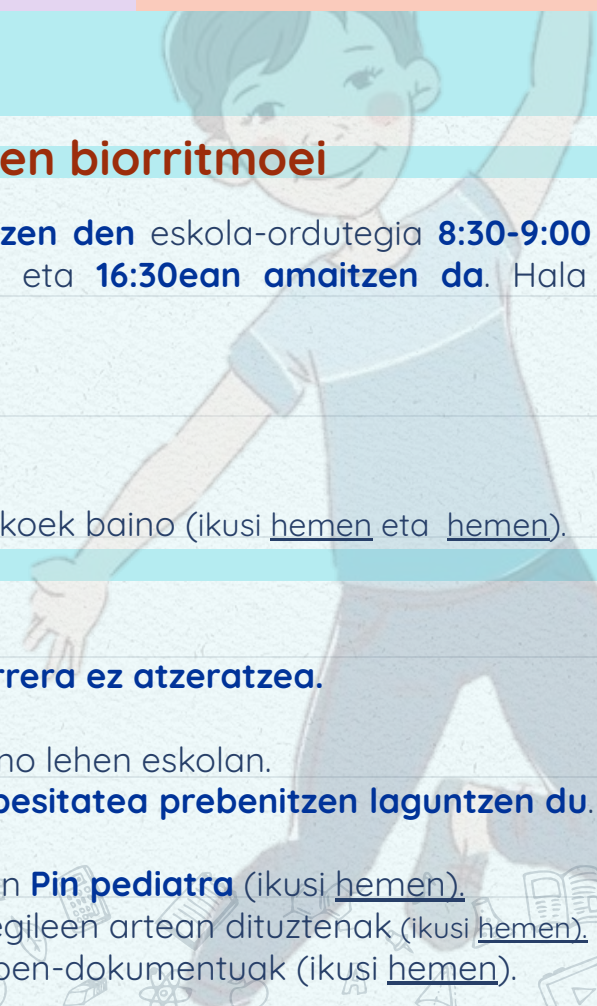 en biorritmoei
zen den eskola-ordutegia 8:30-9:00
eta 16:30ean amaitzen da. Hala
koek baino (ikusi hemen eta hemen).
rrera ez atzeratzea.
no lehen eskolan.
besitatea prebenitzen laguntzen du.
n Pin pediatra (ikusi hemen).
egileen artean dituztenak (ikusi hemen).
pen-dokumentuak (ikusi hemen).